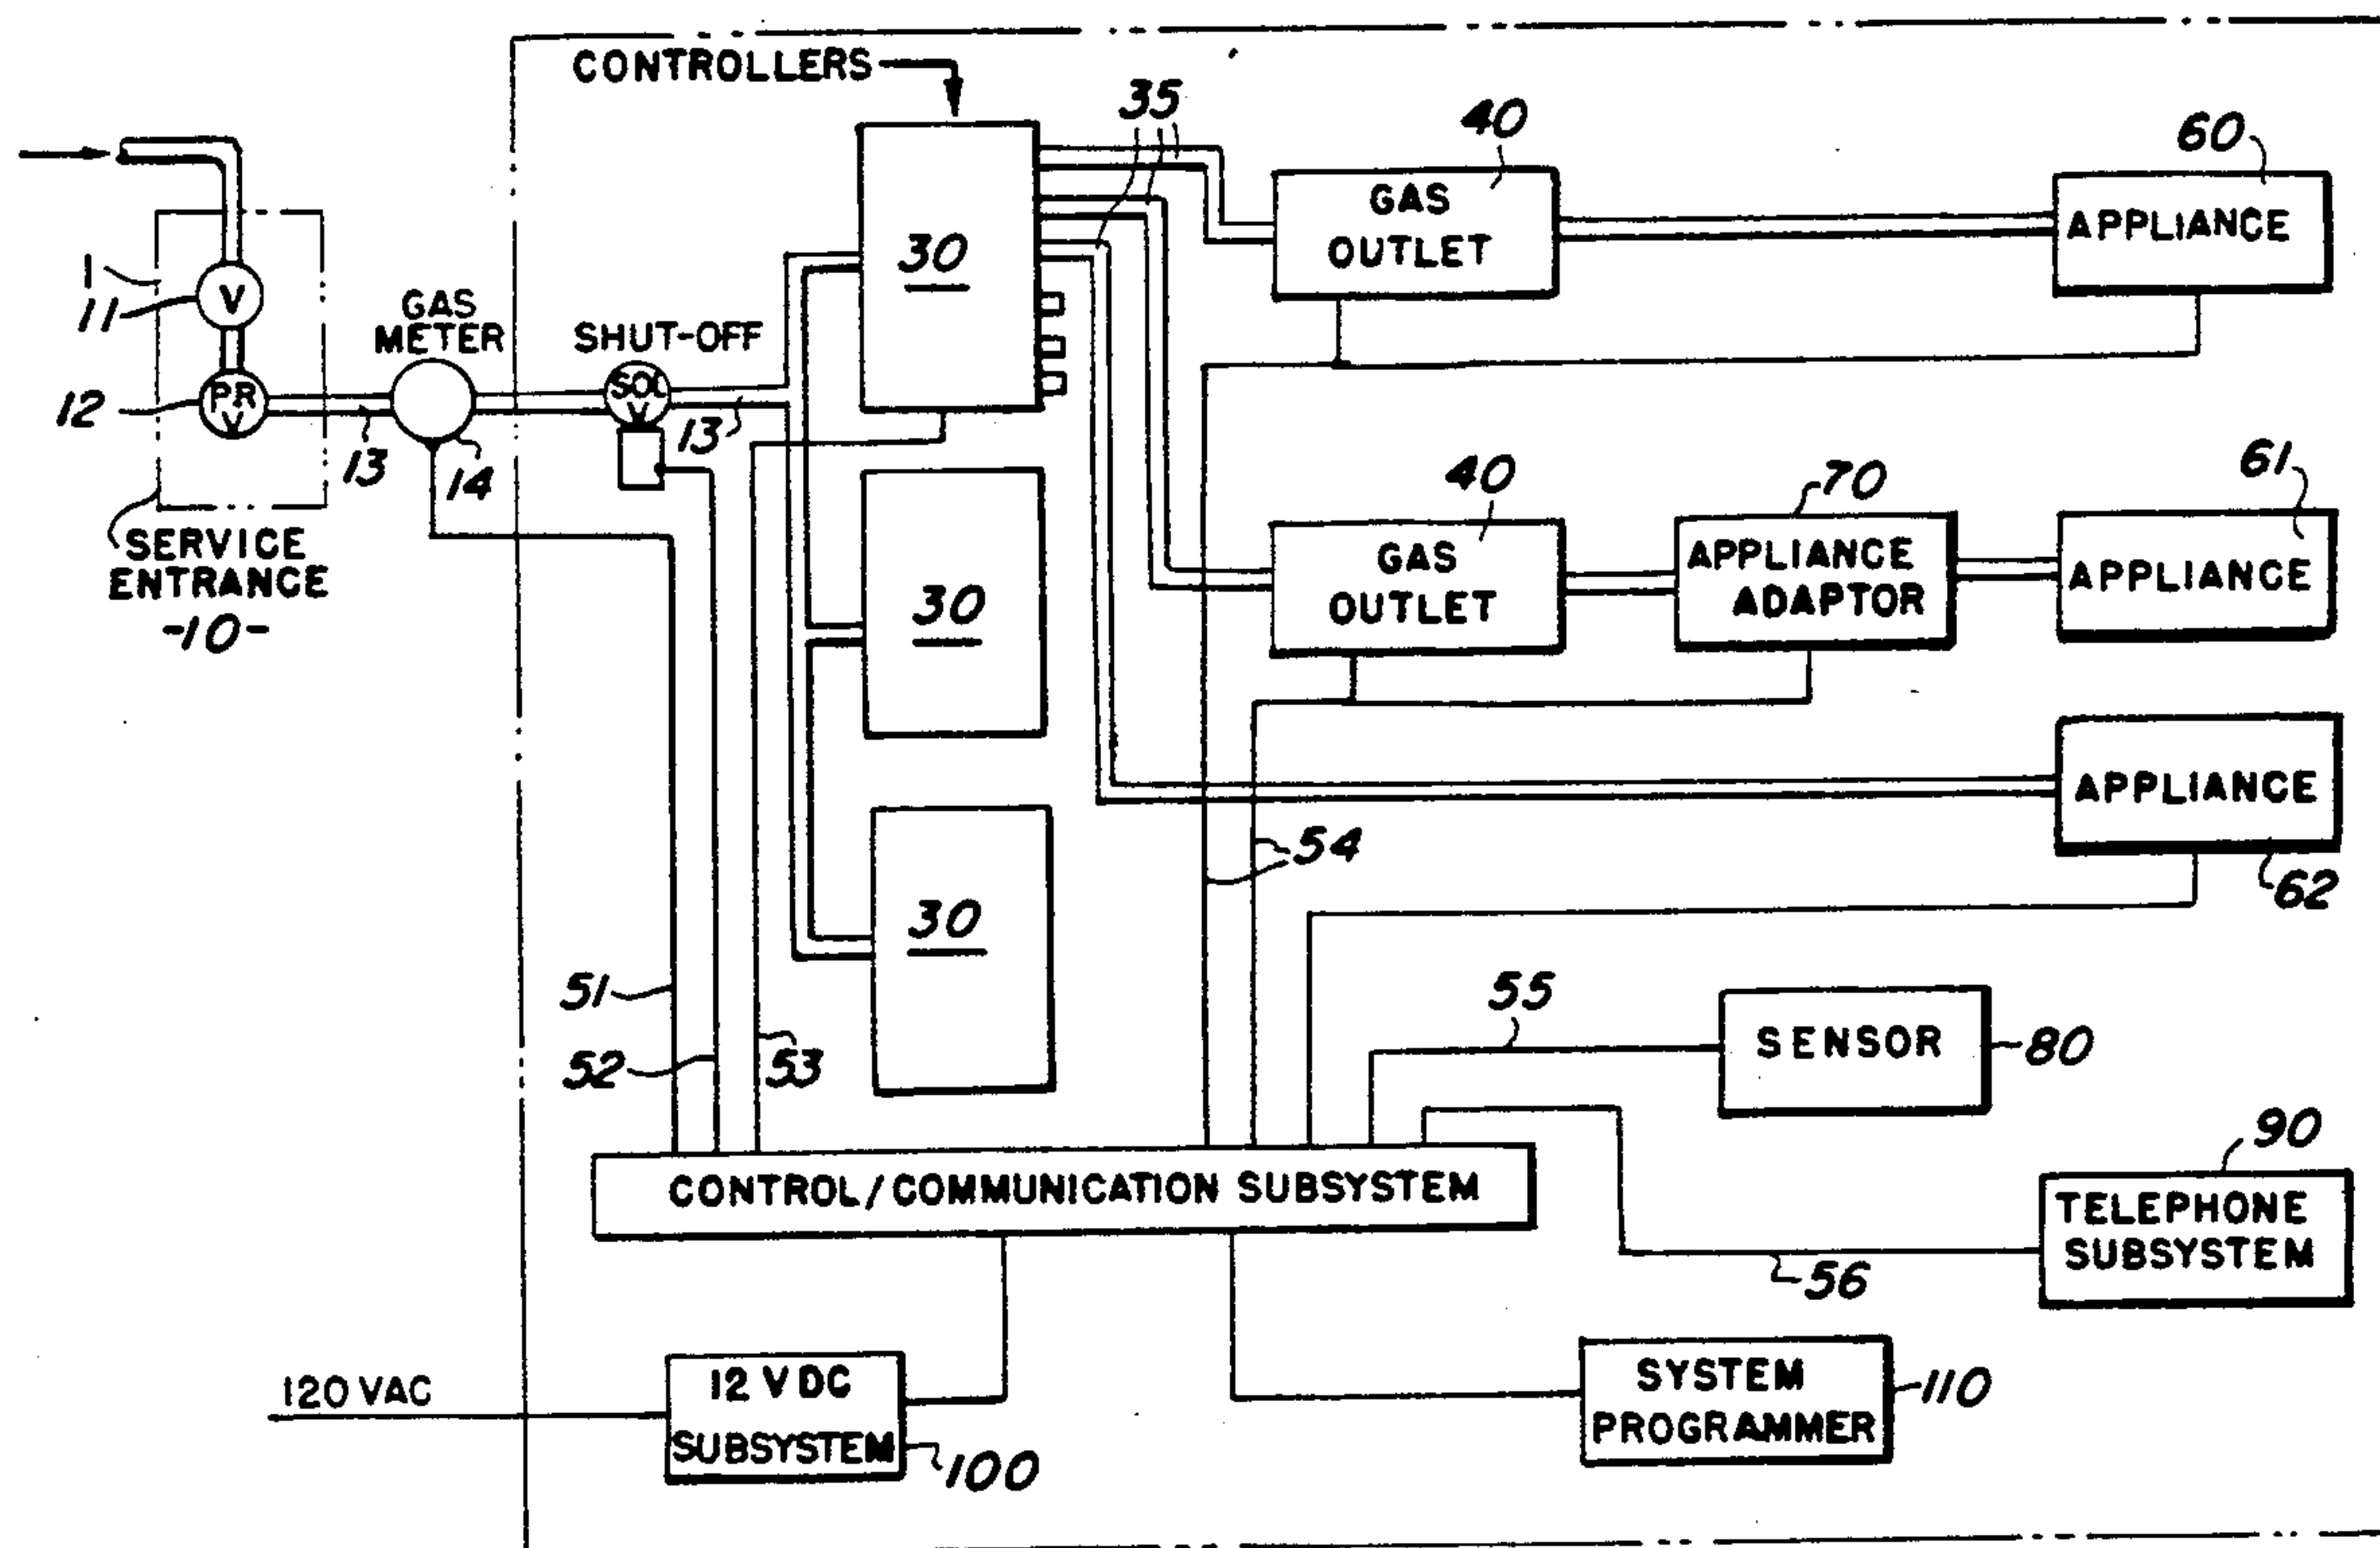 CONTROLLERS
35
40
60
GAS
OUTLET
APPLIANCE
30
1
11
V
GAS
METER
SHUT-OFF
12
PR
V
SOL
V
13
14
13
SERVICE
ENTRANCE
-10-
40
70
61
GAS
OUTLET
APPLIANCE
ADAPTOR
APPLIANCE
30
APPLIANCE
54
62
30
51
52
53
55
SENSOR
80
90
CONTROL/COMMUNICATION SUBSYSTEM
TELEPHONE
SUBSYSTEM
56
120 VAC
12 V DC
SUBSYSTEM
100
SYSTEM
PROGRAMMER
110